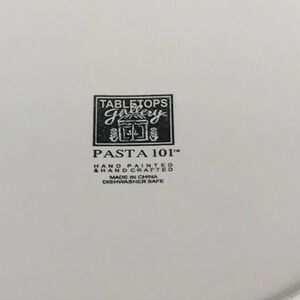 TABLETOPS
gallery
PASTA 101™
HAND PAINTED
& HAND CRAFTED
MADE IN CHINA
DISHWASHER SAFE